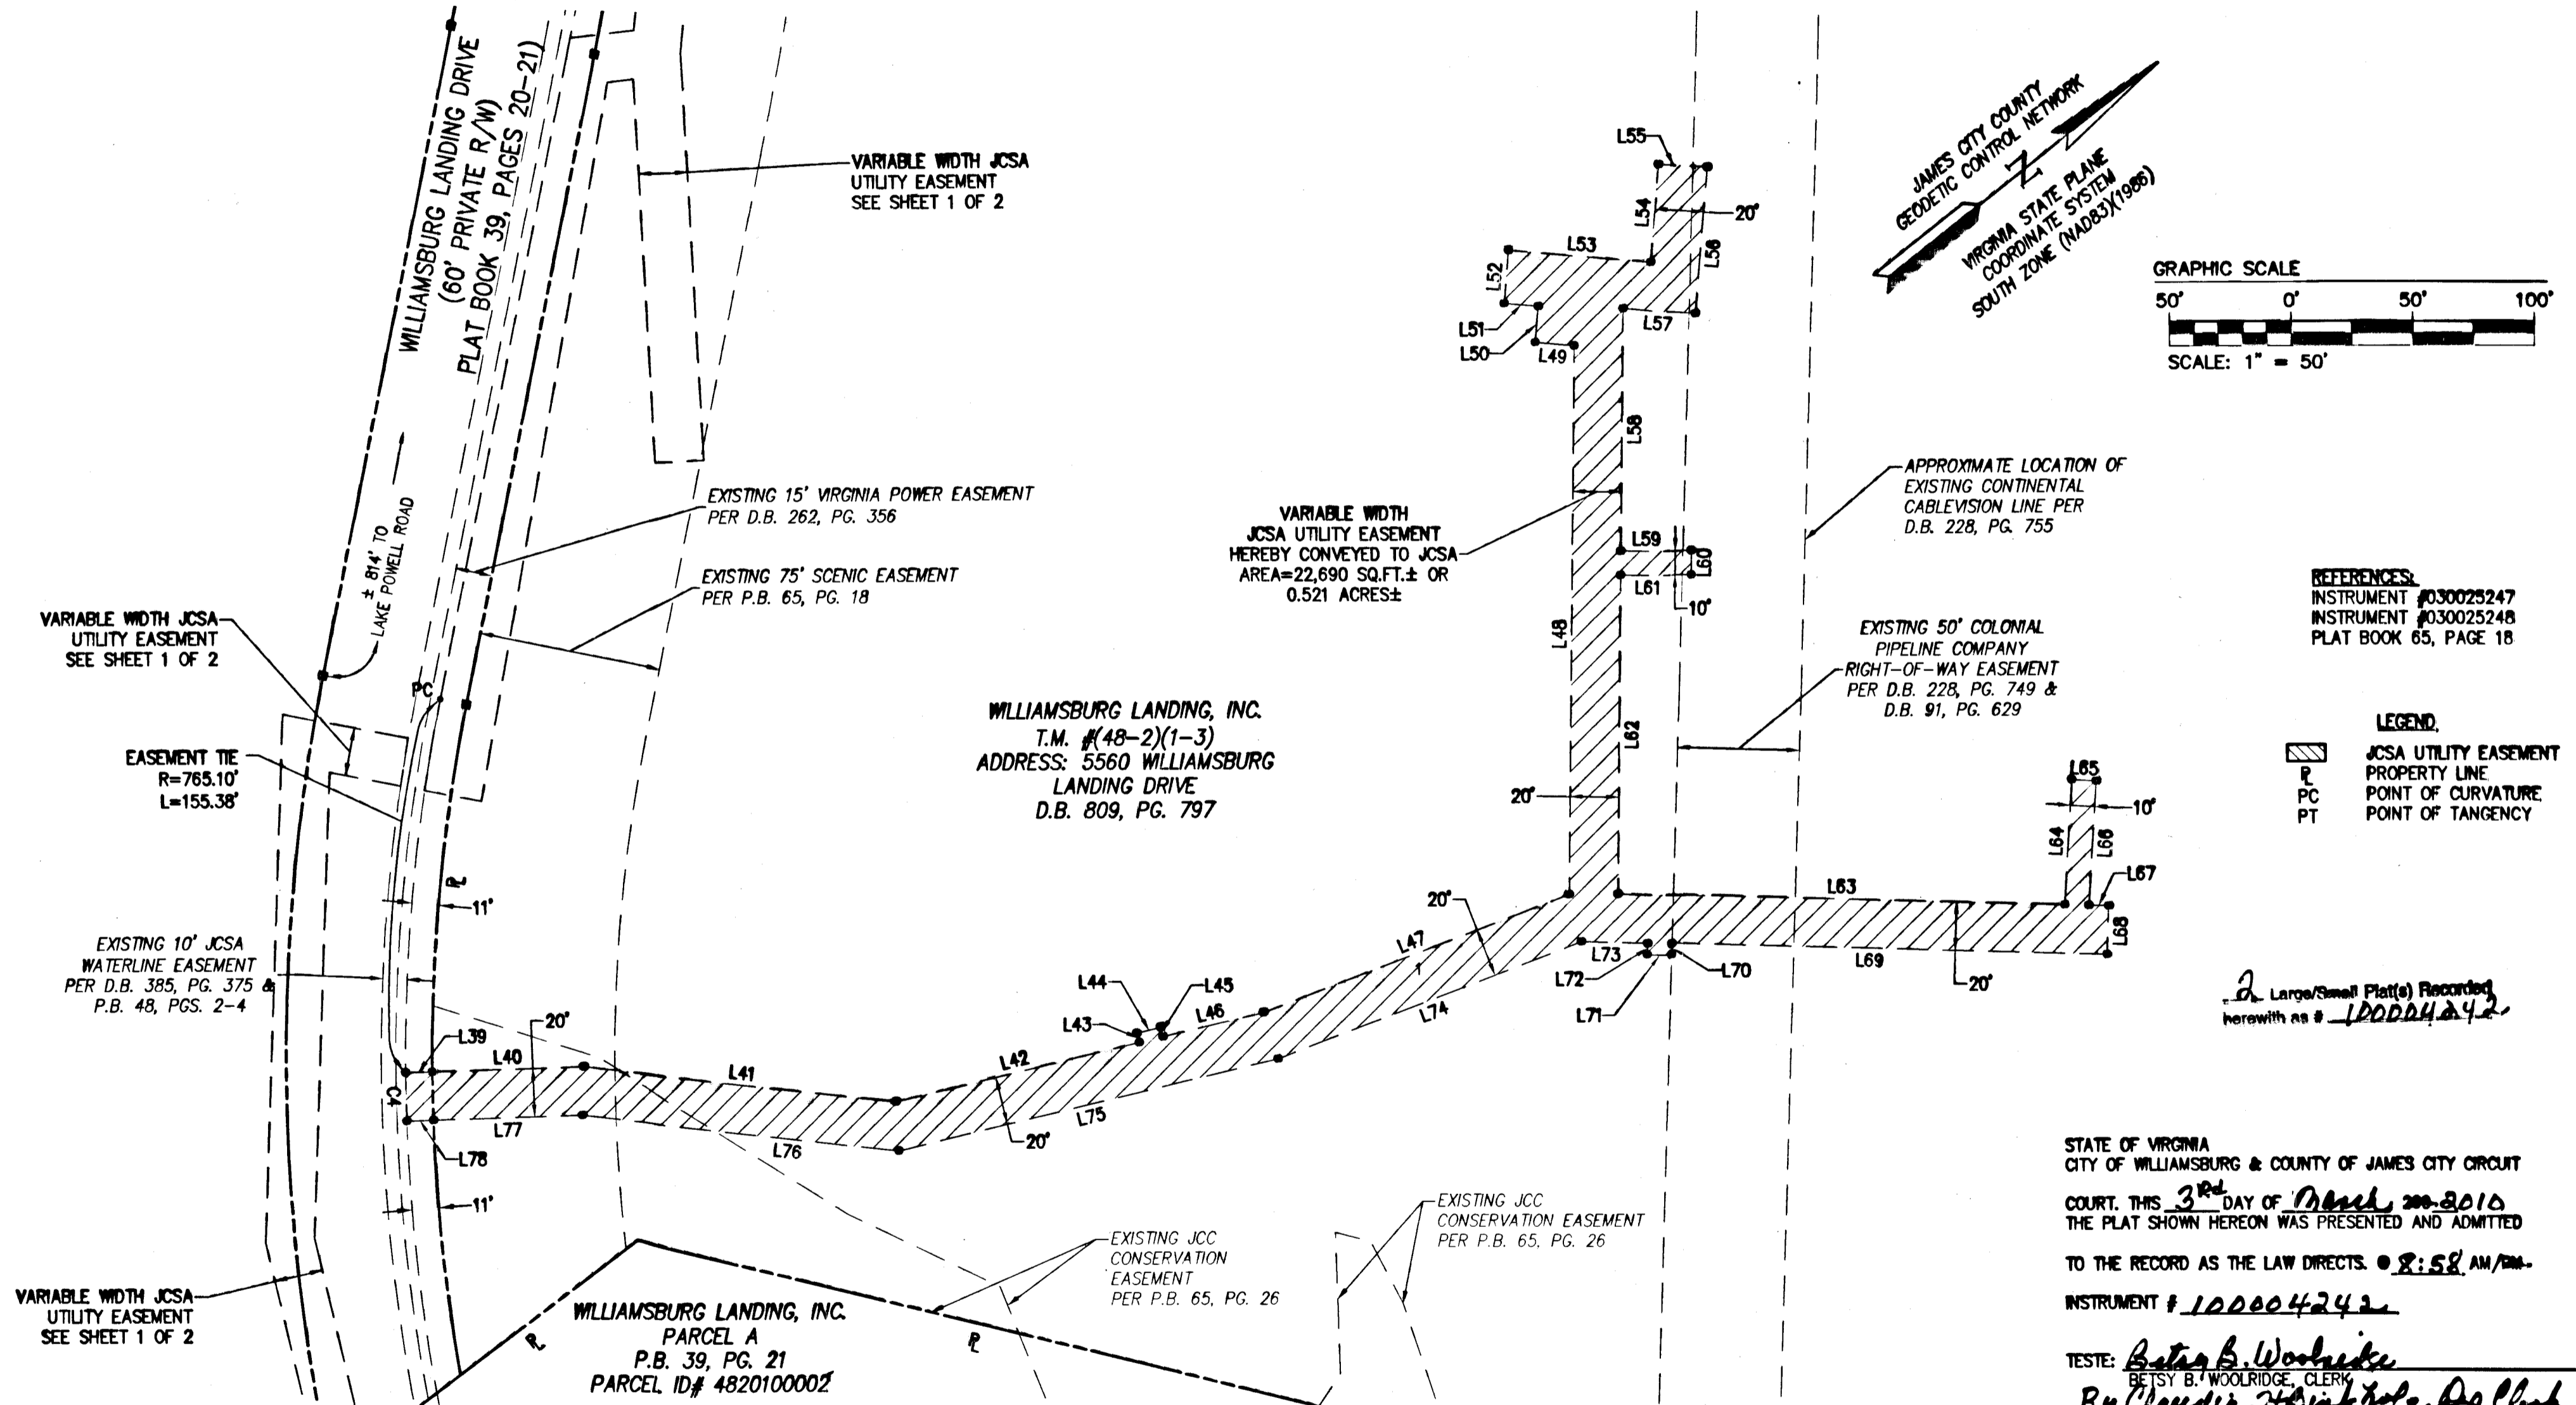 WILLIAMSBURG LANDING DRIVE
(60' PRIVATE R/W)
PLAT BOOK 39, PAGES 20-21)
VARIABLE WIDTH JCSA
UTILITY EASEMENT
SEE SHEET 1 OF 2
± 814' TO
LAKE POWELL ROAD
EXISTING 15' VIRGINIA POWER EASEMENT
PER D.B. 262, PG. 356
EXISTING 75' SCENIC EASEMENT
PER P.B. 65, PG. 18
VARIABLE WIDTH JCSA
UTILITY EASEMENT
SEE SHEET 1 OF 2
PC
EASEMENT TIE
R=765.10'
L=155.38'
WILLIAMSBURG LANDING, INC.
T.M. #(48-2)(1-3)
ADDRESS: 5560 WILLIAMSBURG
LANDING DRIVE
D.B. 809, PG. 797
PL
11'
EXISTING 10' JCSA
WATERLINE EASEMENT
PER D.B. 385, PG. 375 &
P.B. 48, PGS. 2-4
L39
L40
20'
L41
L42
L43
L44
L45
L46
L47
20'
C4
L78
L77
L76
L75
20'
L74
11'
VARIABLE WIDTH JCSA
UTILITY EASEMENT
SEE SHEET 1 OF 2
PL
WILLIAMSBURG LANDING, INC.
PARCEL A
P.B. 39, PG. 21
PARCEL ID# 4820100002
PL
EXISTING JCC
CONSERVATION
EASEMENT
PER P.B. 65, PG. 26
EXISTING JCC
CONSERVATION EASEMENT
PER P.B. 65, PG. 26
L55
L54
20'
L56
L53
L52
L51
L50
L49
L57
L58
VARIABLE WIDTH
JCSA UTILITY EASEMENT
HEREBY CONVEYED TO JCSA
AREA=22,690 SQ.FT.± OR
0.521 ACRES±
L59
L60
L61
10'
L48
L62
20'
L63
L64
L65
10'
L66
L67
L68
L69
20'
L70
L71
L72
L73
APPROXIMATE LOCATION OF
EXISTING CONTINENTAL
CABLEVISION LINE PER
D.B. 228, PG. 755
EXISTING 50' COLONIAL
PIPELINE COMPANY
RIGHT-OF-WAY EASEMENT
PER D.B. 228, PG. 749 &
D.B. 91, PG. 629
JAMES CITY COUNTY
GEODETIC CONTROL NETWORK
N
VIRGINIA STATE PLANE
COORDINATE SYSTEM
SOUTH ZONE (NAD83)(1986)
GRAPHIC SCALE
50' 0' 50' 100'
SCALE: 1" = 50'
REFERENCES:
INSTRUMENT #030025247
INSTRUMENT #030025248
PLAT BOOK 65, PAGE 18
LEGEND
JCSA UTILITY EASEMENT
PL PROPERTY LINE
PC POINT OF CURVATURE
PT POINT OF TANGENCY
2 Large/Small Plat(s) Recorded
herewith as # 100004242
STATE OF VIRGINIA
CITY OF WILLIAMSBURG & COUNTY OF JAMES CITY CIRCUIT
COURT. THIS 3rd DAY OF March 2010
THE PLAT SHOWN HEREON WAS PRESENTED AND ADMITTED
TO THE RECORD AS THE LAW DIRECTS. @ 8:58 AM/PM
INSTRUMENT # 100004242
TESTE: Betsy B. Woolridge
BETSY B. WOOLRIDGE, CLERK
By Claudia